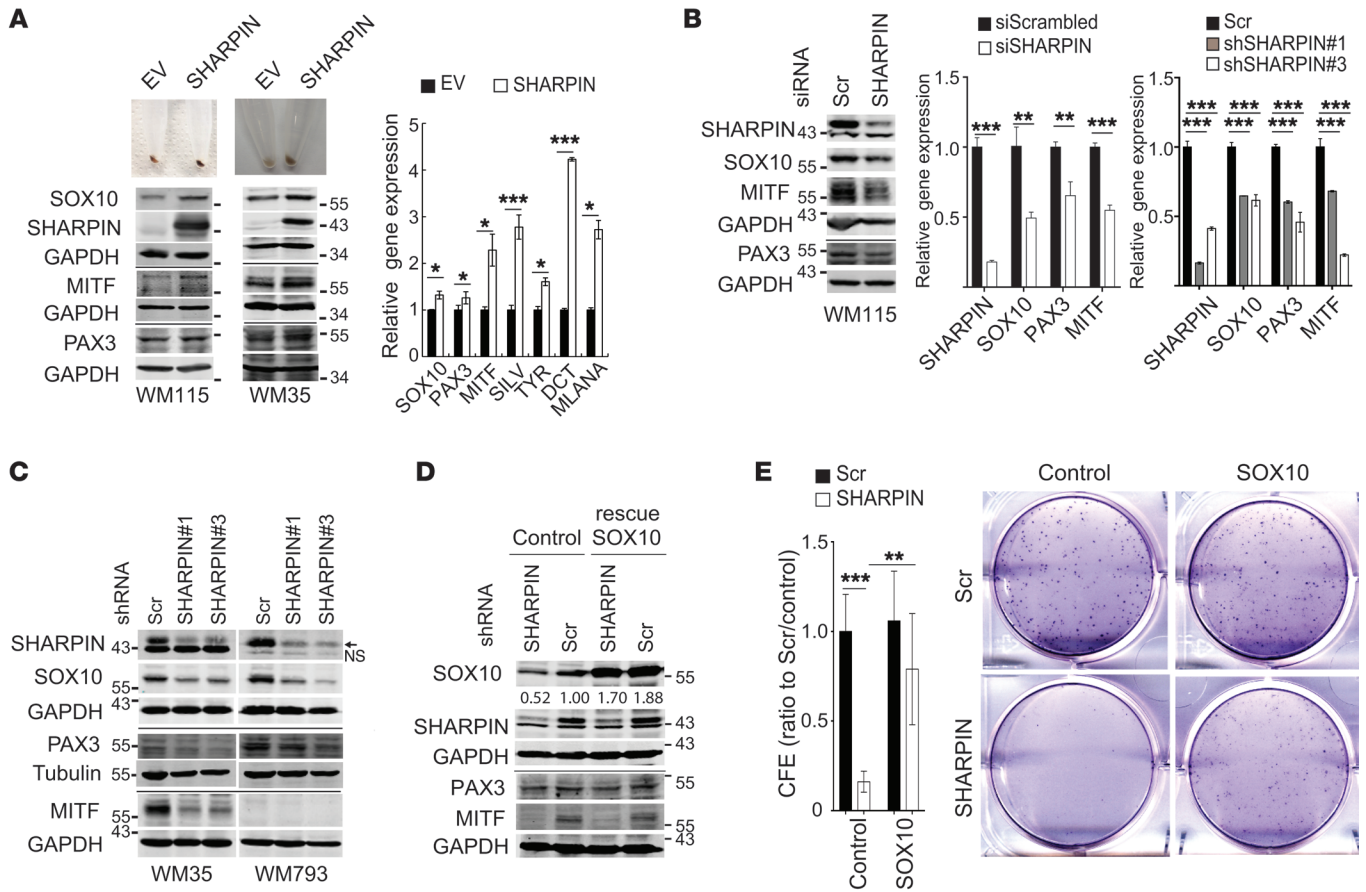 A
EV
SHARPIN
EV
SHARPIN
SOX10
SHARPIN
GAPDH
MITF
GAPDH
PAX3
GAPDH
55
43
34
55
34
55
34
WM115
WM35
EV
SHARPIN
Relative gene expression
5
4
3
2
1
0
*
*
*
***
*
***
*
SOX10
PAX3
MITF
SILV
TYR
DCT
MLANA
B
siRNA
Scr
SHARPIN
SHARPIN
43
SOX10
55
MITF
55
GAPDH
43
PAX3
55
GAPDH
43
WM115
siScrambled
siSHARPIN
Relative gene expression
1.5
1.0
0.5
***
**
**
***
SHARPIN
SOX10
PAX3
MITF
Scr
shSHARPIN#1
shSHARPIN#3
Relative gene expression
1.5
1.0
0.5
*** *** *** ***
*** *** *** ***
SHARPIN
SOX10
PAX3
MITF
C
shRNA
Scr
SHARPIN#1
SHARPIN#3
Scr
SHARPIN#1
SHARPIN#3
SHARPIN
43
NS
SOX10
55
GAPDH
43
PAX3
55
Tubulin
55
MITF
55
GAPDH
43
WM35
WM793
D
Control
rescue
SOX10
shRNA
SHARPIN
Scr
SHARPIN
Scr
SOX10
55
0.52 1.00 1.70 1.88
SHARPIN
43
GAPDH
43
PAX3
55
MITF
55
GAPDH
43
E
Scr
SHARPIN
CFE (ratio to Scr/control)
1.5
1.0
0.5
0
***
**
Control
SOX10
Control
SOX10
Scr
SHARPIN